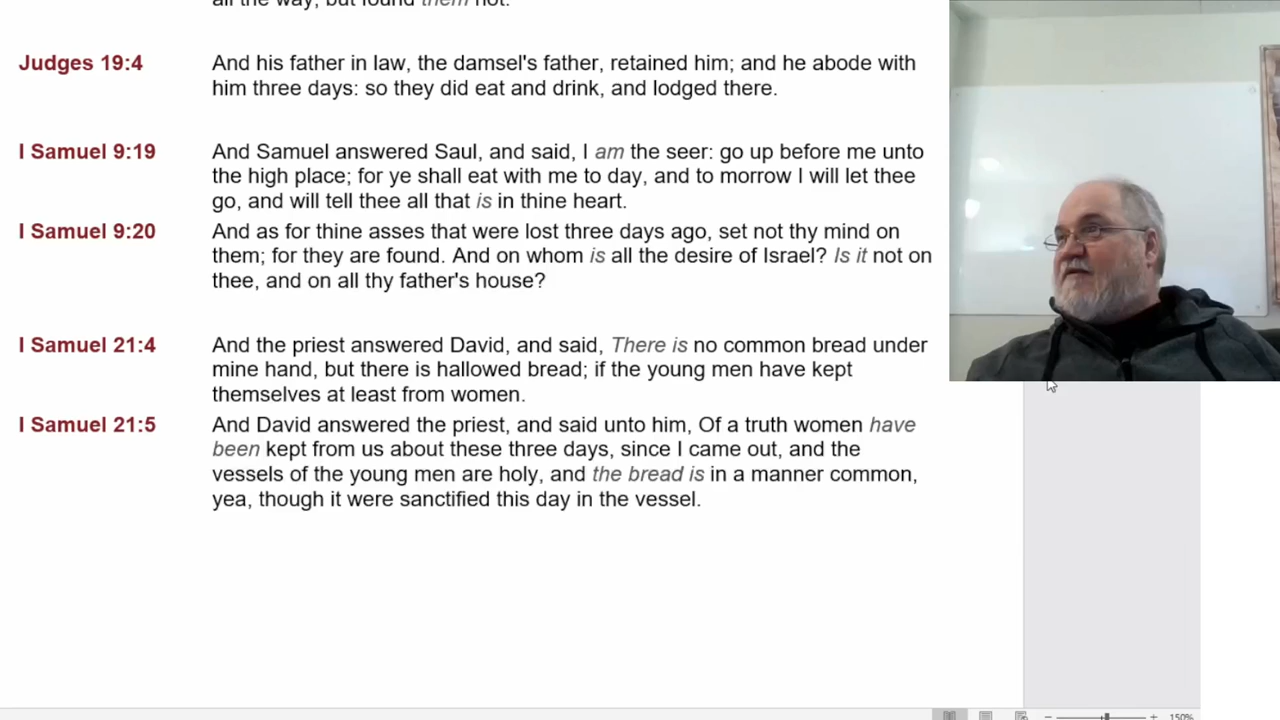 all the way, but found them not.
Judges 19:4 And his father in law, the damsel's father, retained him; and he abode with
him three days: so they did eat and drink, and lodged there.
I Samuel 9:19 And Samuel answered Saul, and said, I am the seer: go up before me unto
the high place; for ye shall eat with me to day, and to morrow I will let thee
go, and will tell thee all that is in thine heart.
I Samuel 9:20 And as for thine asses that were lost three days ago, set not thy mind on
them; for they are found. And on whom is all the desire of Israel? Is it not on
thee, and on all thy father's house?
I Samuel 21:4 And the priest answered David, and said, There is no common bread under
mine hand, but there is hallowed bread; if the young men have kept
themselves at least from women.
I Samuel 21:5 And David answered the priest, and said unto him, Of a truth women have
been kept from us about these three days, since I came out, and the
vessels of the young men are holy, and the bread is in a manner common,
yea, though it were sanctified this day in the vessel.
150%